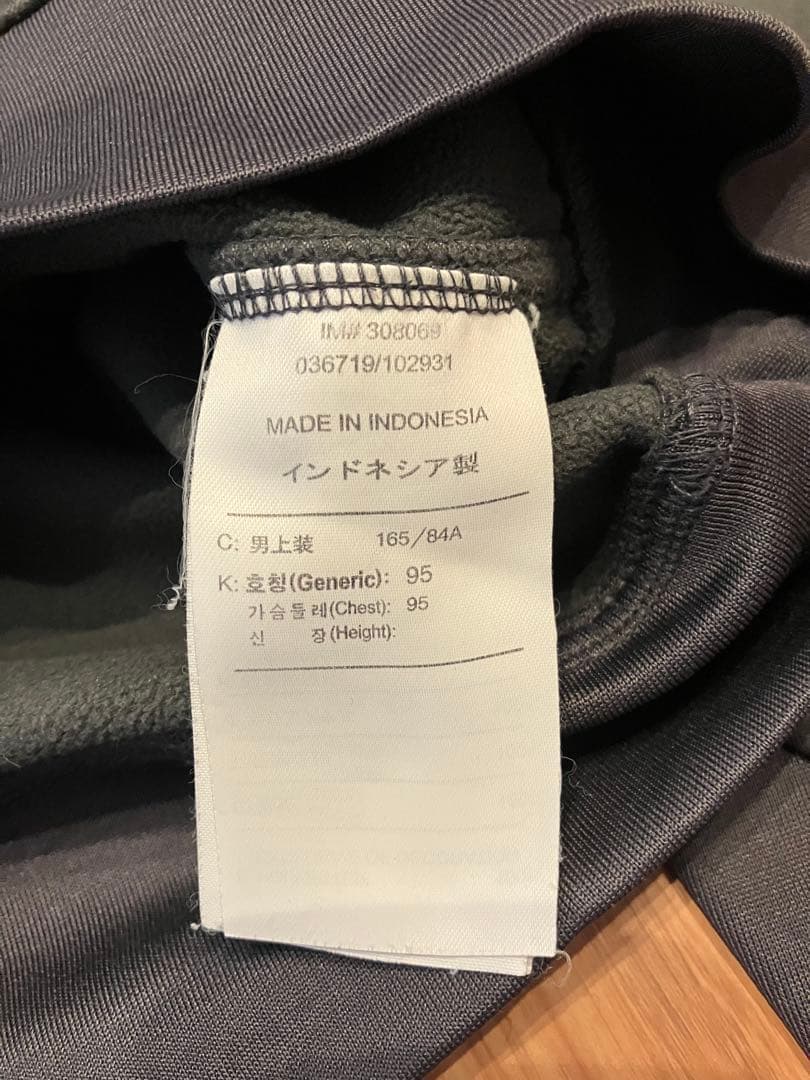 IM# 308069
036719/102931
MADE IN INDONESIA
インドネシア製
C: 男上装 165/84A
K: 호칭(Generic): 95
가슴둘레(Chest): 95
신 장(Height):